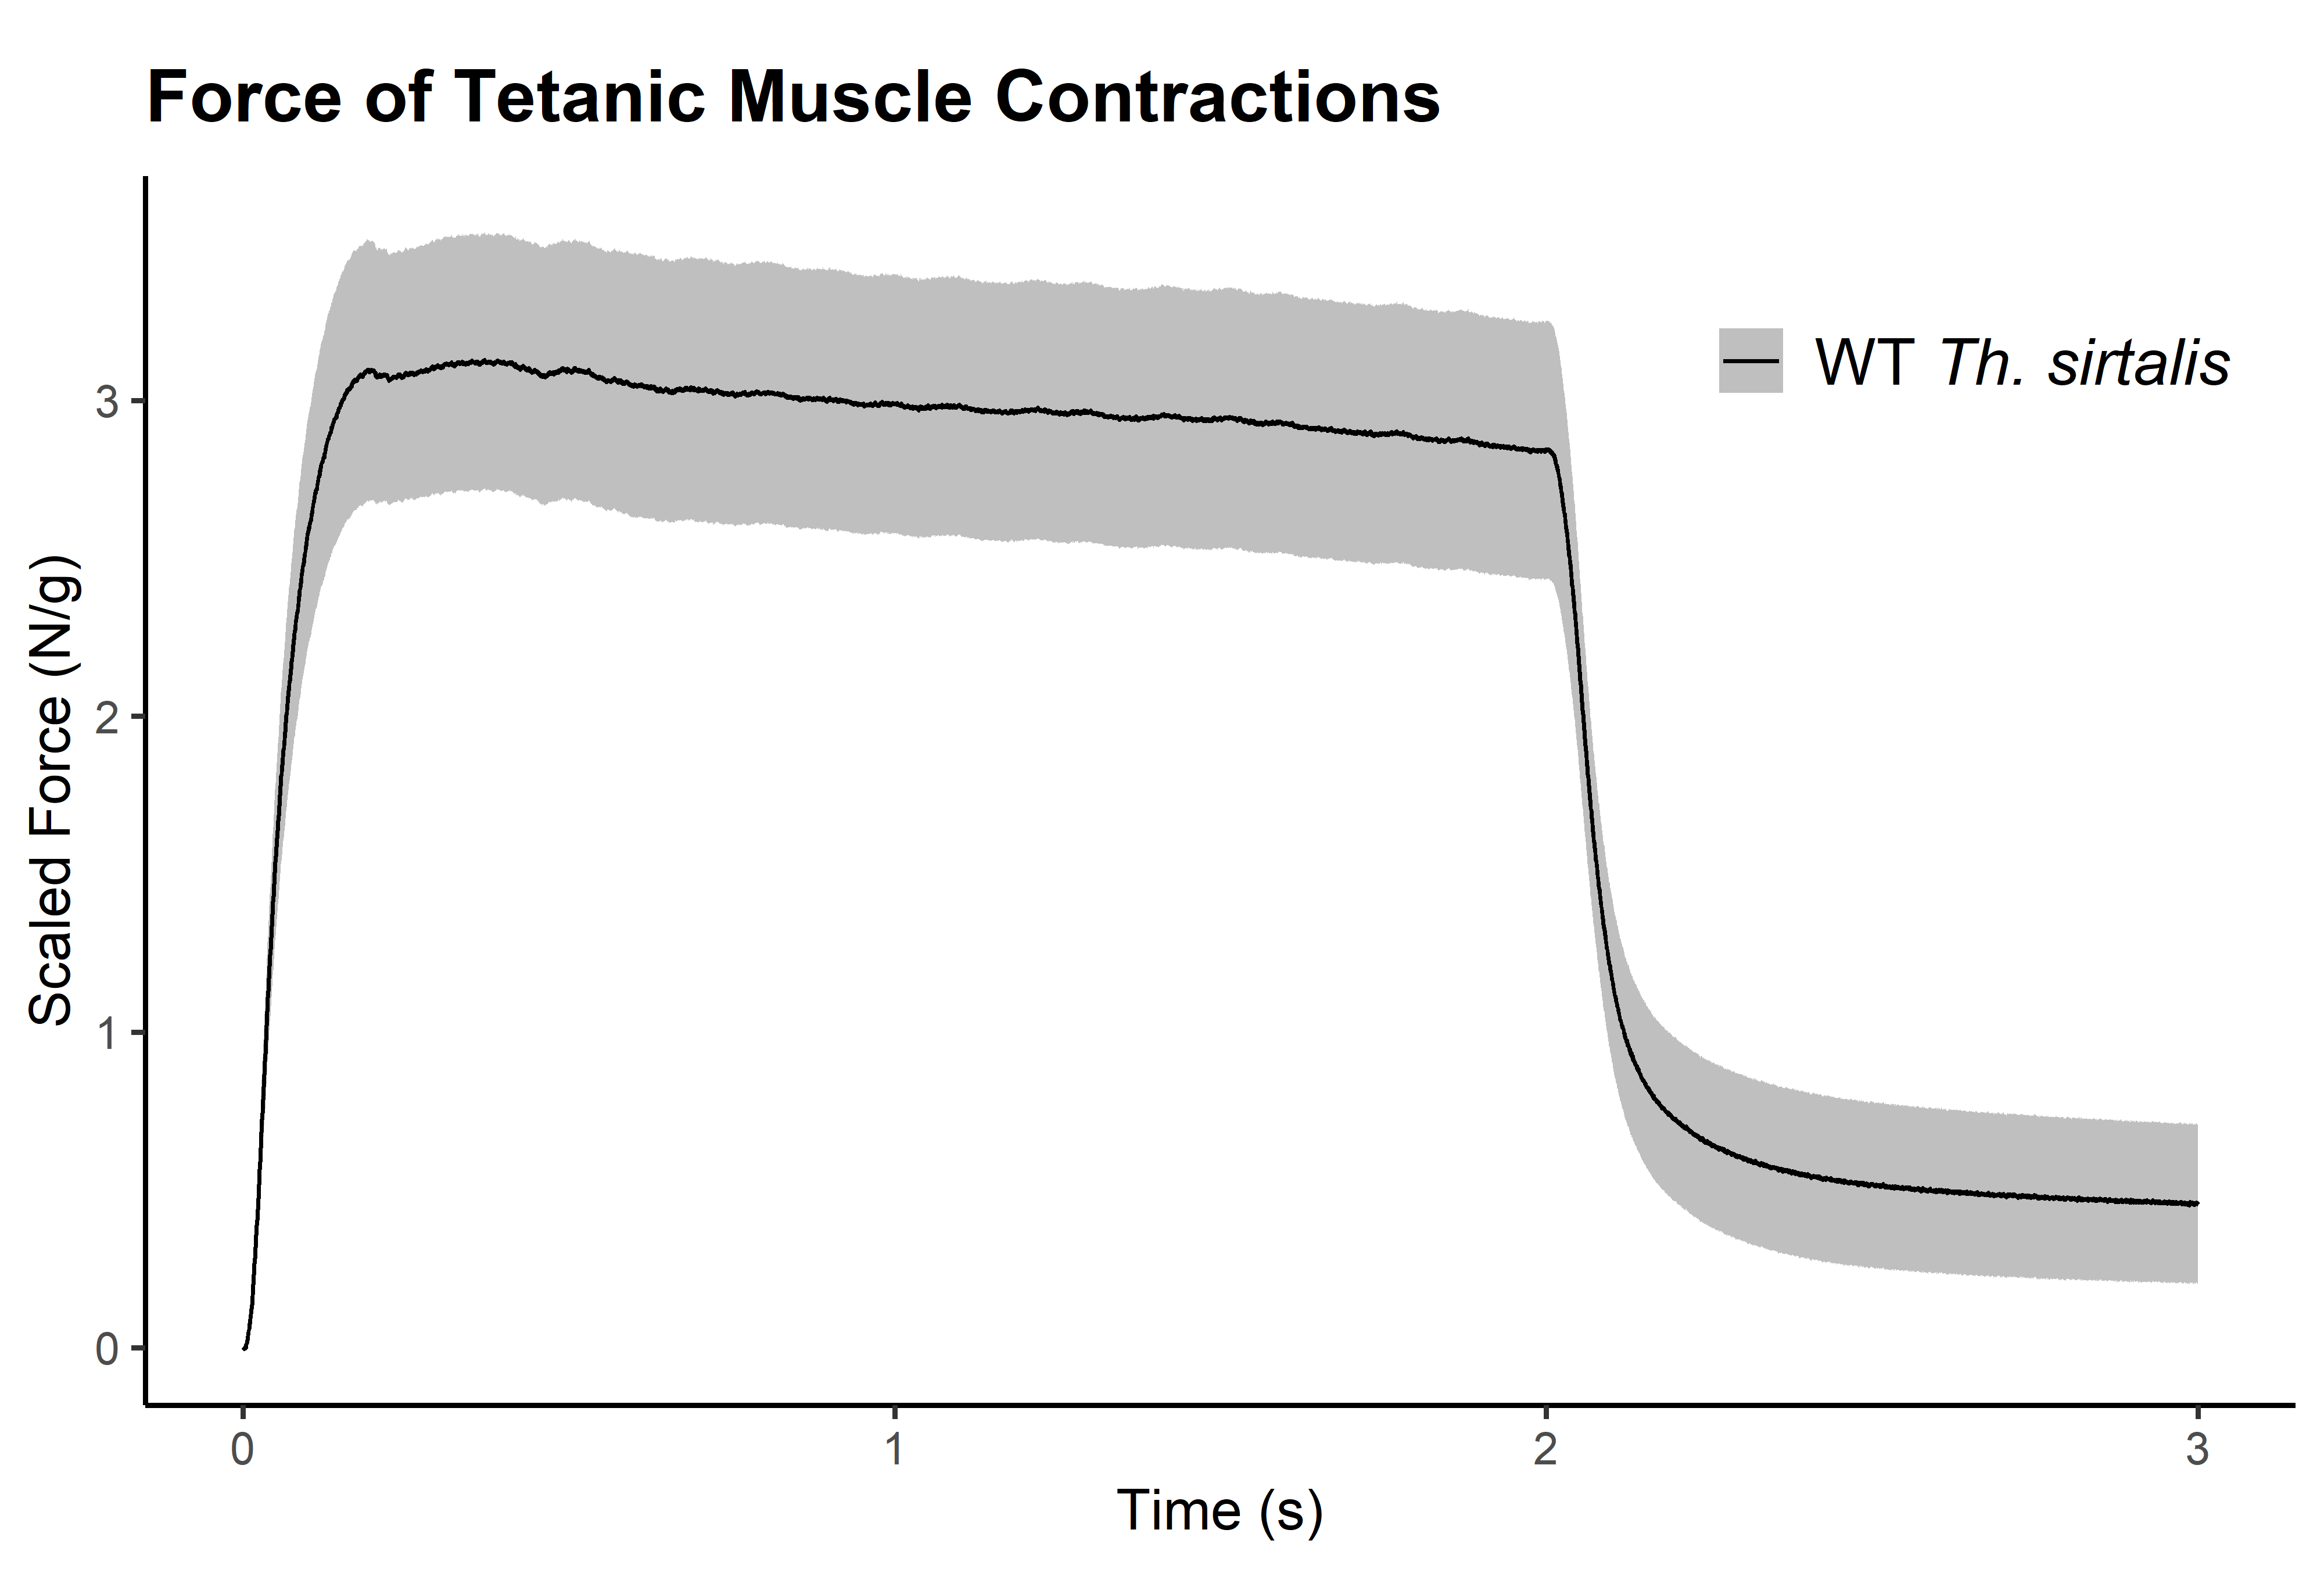 Force of Tetanic Muscle Contractions
WT Th. sirtalis
Scaled Force (N/g)
3
2
1
0
0 1 2 3
Time (s)